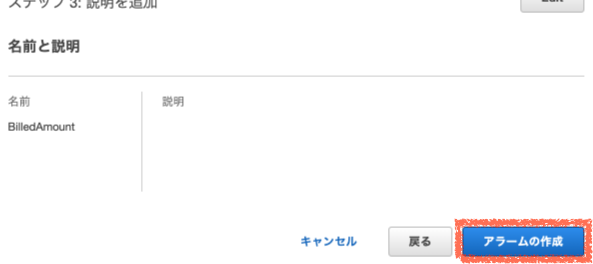 ステップ 3: 説明を追加
Edit
名前と説明
名前
説明
BilledAmount
キャンセル
戻る
アラームの作成